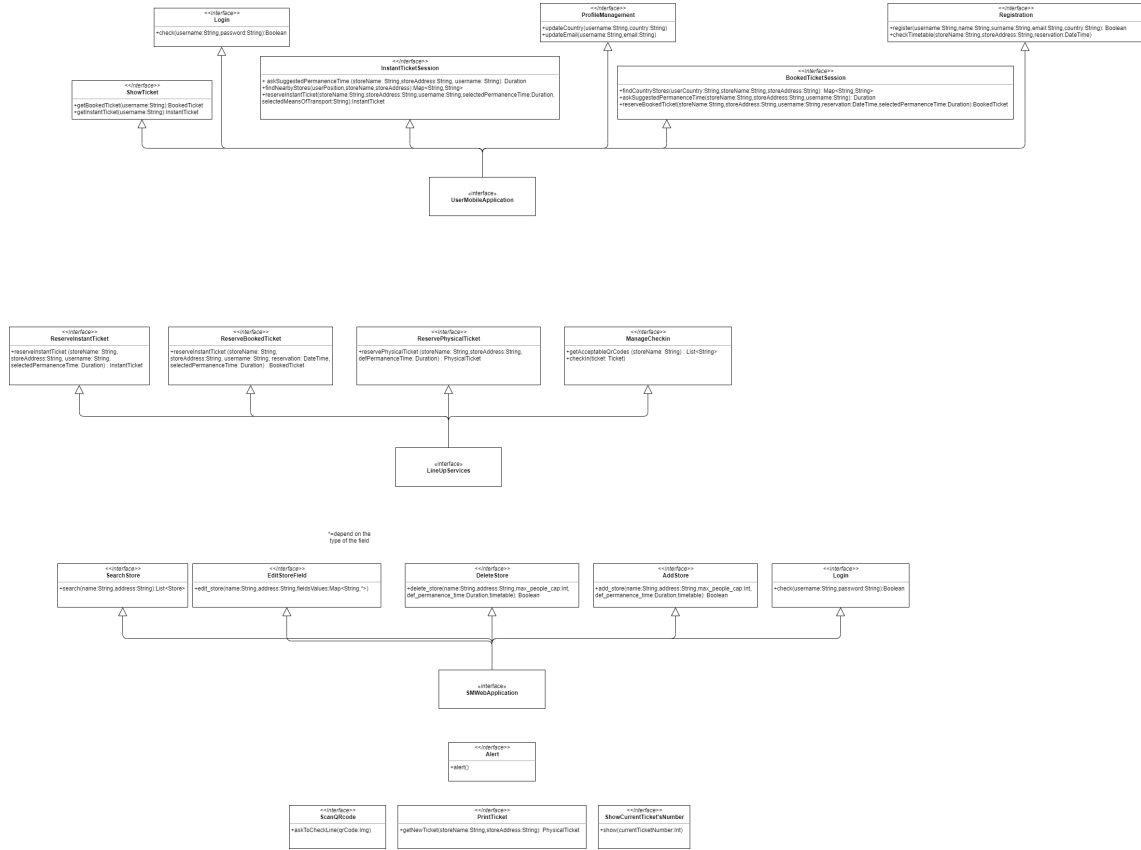 <<interface>>
Login
+check(username:String,password:String):Boolean
<<interface>>
ProfileManagement
+updateCountry(username:String,country:String)
+updateEmail(username:String,email:String)
<<interface>>
Registration
+register(username:String,name:String,surname:String,email:String,country:String): Boolean
+checkTimetable(storeName:String,storeAddress:String,reservation:DateTime)
<<interface>>
ShowTicket
+getBookedTicket(username:String):BookedTicket
+getInstantTicket(username:String):InstantTicket
<<interface>>
InstantTicketSession
+ askSuggestedPermanenceTime (storeName: String,storeAddress:String, username: String): Duration
+findNearbyStores(userPosition,storeName,storeAddress):Map<String,String>
+reserveInstantTicket(storeName:String,storeAddress:String,username:String,selectedPermanenceTime:Duration,
selectedMeansOfTransport:String):InstantTicket
<<interface>>
BookedTicketSession
+findCountryStores(userCountry:String,storeName:String,storeAddress:String): Map<String,String>
+askSuggestedPermanenceTime(storeName:String,storeAddress:String,username:String): Duration
+reserveBookedTicket(storeName:String,storeAddress:String,username:String,reservation:DateTime,selectedPermanenceTime:Duration):BookedTicket
«interface»
UserMobileApplication
<<interface>>
ReserveInstantTicket
+reserveInstantTicket (storeName: String,
storeAddress:String, username: String,
selectedPermanenceTime: Duration) : InstantTicket
<<interface>>
ReserveBookedTicket
+reserveInstantTicket (storeName: String,
storeAddress:String, username: String, reservation: DateTime,
selectedPermanenceTime: Duration) : BookedTicket
<<interface>>
ReservePhysicalTicket
+reservePhysicalTicket (storeName:String,storeAddress:String,
defPermanenceTime: Duration) : PhysicalTicket
<<interface>>
ManageCheckin
+getAcceptableQrCodes (storeName: String) : List<String>
+checkIn(ticket: Ticket)
«interface»
LineUpServices
*=depend on the
type of the field
<<interface>>
SearchStore
+search(name:String,address:String):List<Store>
<<interface>>
EditStoreField
+edit_store(name:String,address:String,fieldsValues:Map<String,*>)
<<interface>>
DeleteStore
+delete_store(name:String,address:String,max_people_cap:Int,
def_permanence_time:Duration,timetable): Boolean
<<interface>>
AddStore
+add_store(name:String,address:String,max_people_cap:Int,
def_permanence_time:Duration,timetable): Boolean
<<interface>>
Login
+check(username:String,password:String):Boolean
«interface»
SMWebApplication
<<interface>>
Alert
+alert()
<<interface>>
ScanQRcode
+askToCheckLine(qrCode:Img)
<<interface>>
PrintTicket
+getNewTicket(storeName:String,storeAddress:String): PhysicalTicket
<<interface>>
ShowCurrentTicket'sNumber
+show(currentTicketNumber:Int)